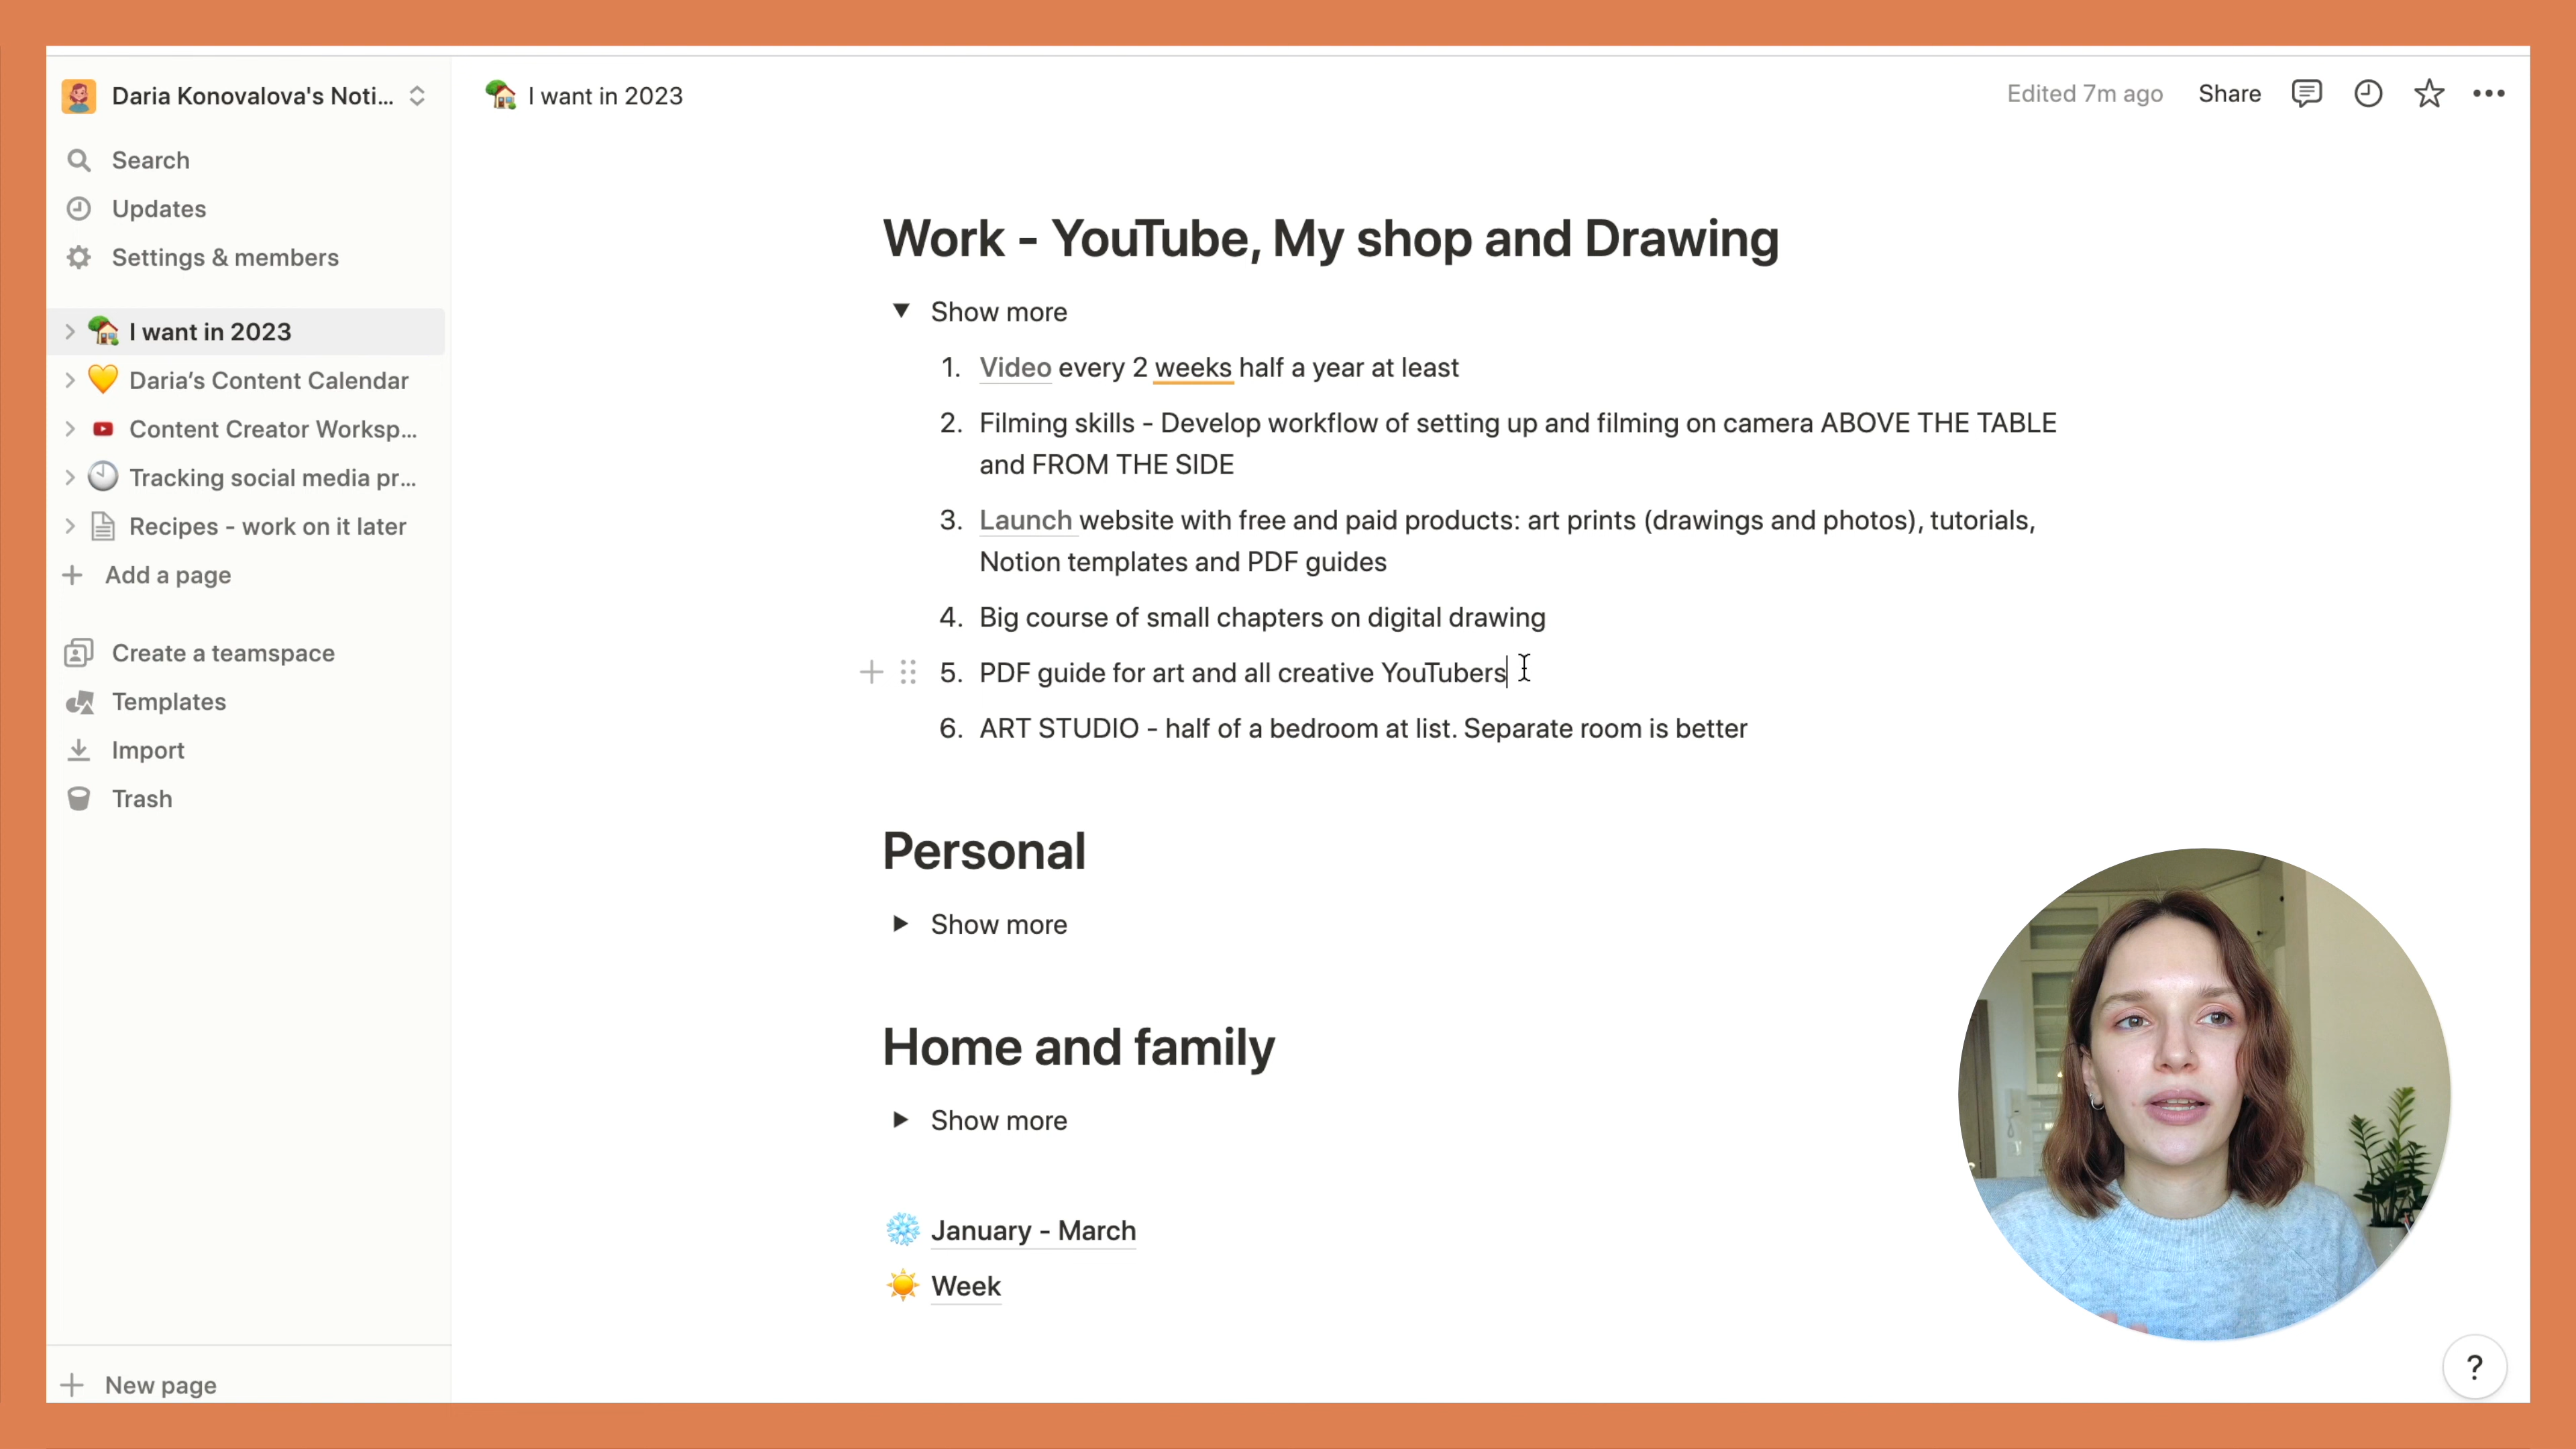 Daria Konovalova's Noti...
Search
Updates
Settings & members
I want in 2023
Daria’s Content Calendar
Content Creator Worksp...
Tracking social media pr...
Recipes - work on it later
Add a page
Create a teamspace
Templates
Import
Trash
New page
I want in 2023
Edited 7m ago Share
Work - YouTube, My shop and Drawing
Show more
1. Video every 2 weeks half a year at least
2. Filming skills - Develop workflow of setting up and filming on camera ABOVE THE TABLE
and FROM THE SIDE
3. Launch website with free and paid products: art prints (drawings and photos), tutorials,
Notion templates and PDF guides
4. Big course of small chapters on digital drawing
5. PDF guide for art and all creative YouTubers
6. ART STUDIO - half of a bedroom at list. Separate room is better
Personal
Show more
Home and family
Show more
January - March
Week
?